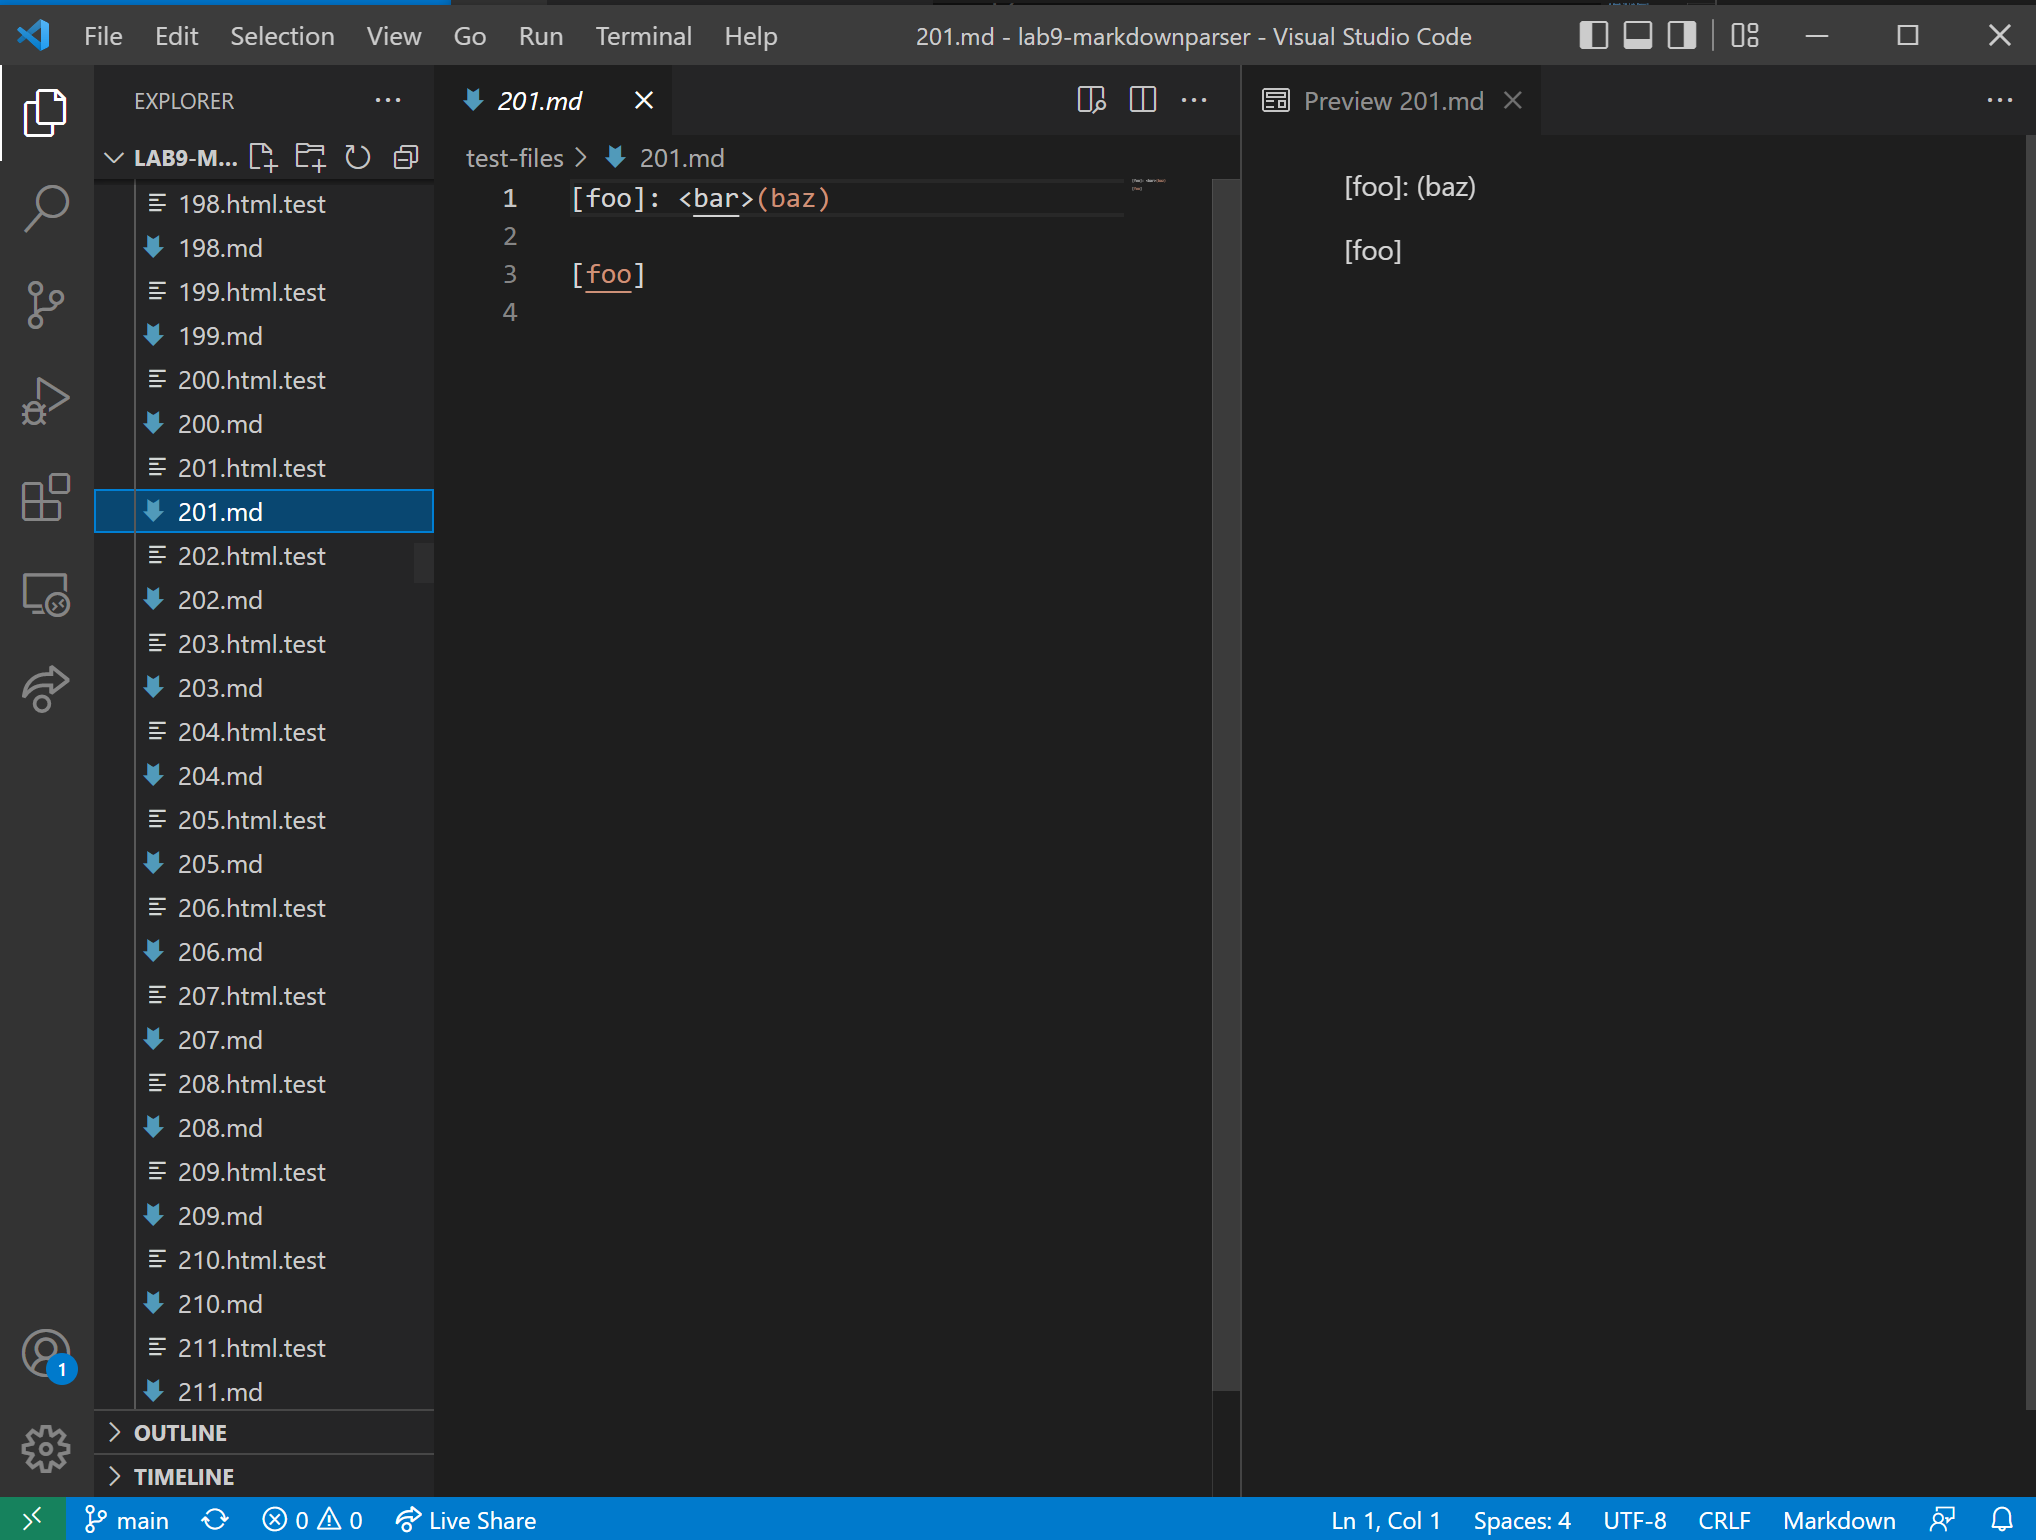 File Edit Selection View Go Run Terminal Help 201.md - lab9-markdownparser - Visual Studio Code
EXPLORER
LAB9-M...
198.html.test
198.md
199.html.test
199.md
200.html.test
200.md
201.html.test
201.md
202.html.test
202.md
203.html.test
203.md
204.html.test
204.md
205.html.test
205.md
206.html.test
206.md
207.html.test
207.md
208.html.test
208.md
209.html.test
209.md
210.html.test
210.md
211.html.test
211.md
OUTLINE
TIMELINE
1
201.md
test-files > 201.md
1 [foo]: <bar>(baz)
2
3 [foo]
4
Preview 201.md
[foo]: (baz)
[foo]
main 0 0 Live Share Ln 1, Col 1 Spaces: 4 UTF-8 CRLF Markdown